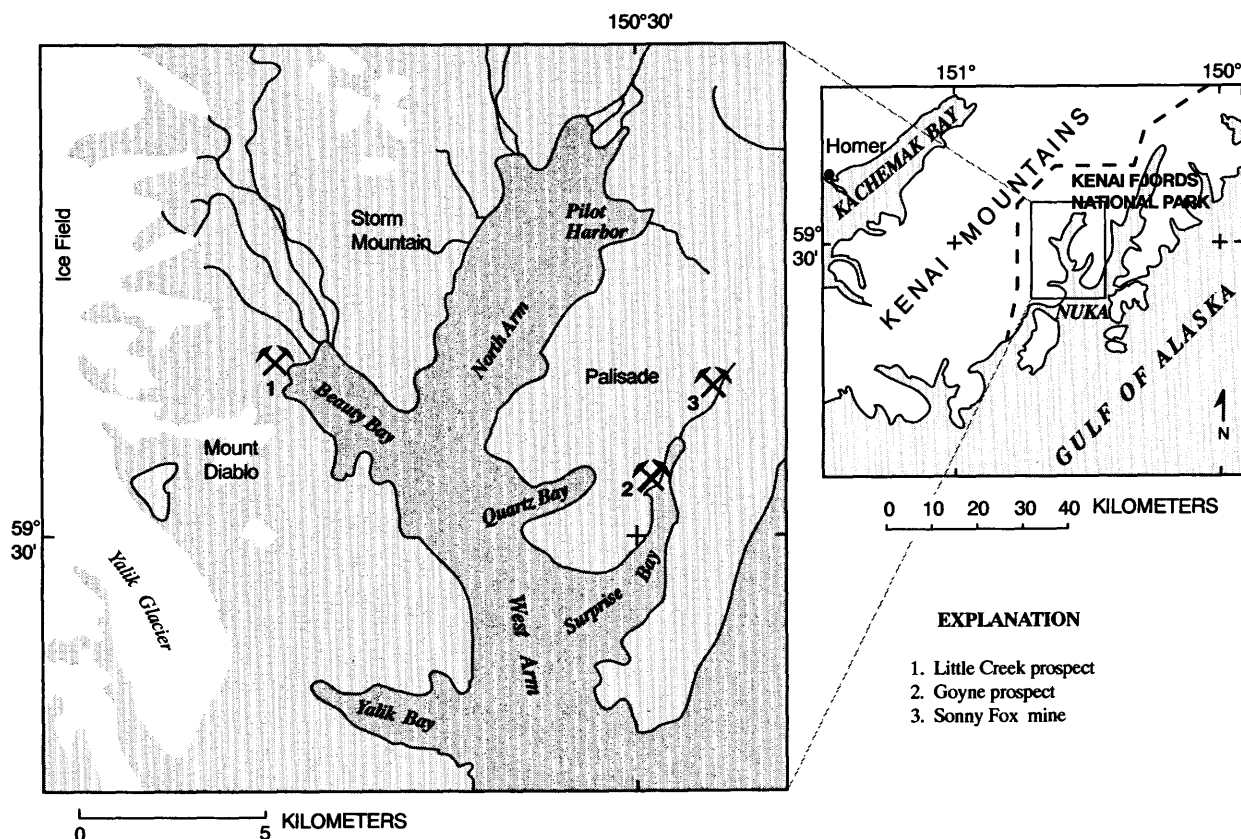 150°30'
Ice Field
Storm
Mountain
Pilot
Harbor
North Arm
1
Beauty Bay
Palisade
3
Mount
Diablo
Quartz Bay
2
59°
30'
Yalik Glacier
West Arm
Surprise Bay
Yalik Bay
0 5 KILOMETERS
151° 150°
Homer
KACHEMAK BAY
KENAI MOUNTAINS
KENAI FJORDS
NATIONAL PARK
59°
30'
NUKA
GULF OF ALASKA
N
0 10 20 30 40 KILOMETERS
EXPLANATION
1. Little Creek prospect
2. Goyne prospect
3. Sonny Fox mine